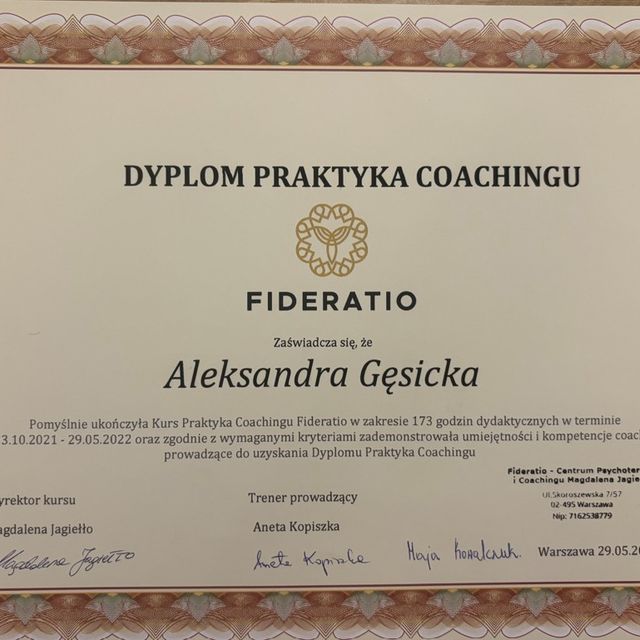 DYPLOM PRAKTYKA COACHINGU
FIDERATIO
Zaświadcza się, że
Aleksandra Gęsicka
Pomyślnie ukończyła Kurs Praktyka Coachingu Fideratio w zakresie 173 godzin dydaktycznych w terminie
3.10.2021 - 29.05.2022 oraz zgodnie z wymaganymi kryteriami zademonstrowała umiejętności i kompetencje coac
prowadzące do uzyskania Dyplomu Praktyka Coachingu
Fideratio - Centrum Psychoter
i Coachingu Magdalena Jagie
Ul.Skoroszewska 7/57
02-495 Warszawa
Nip: 7162538779
yrektor kursu
Trener prowadzący
agdalena Jagiełło
Aneta Kopiszka
Magdalena Jagiełło
Aneta Kopiszka
Maja Kowalczuk.
Warszawa 29.05.20